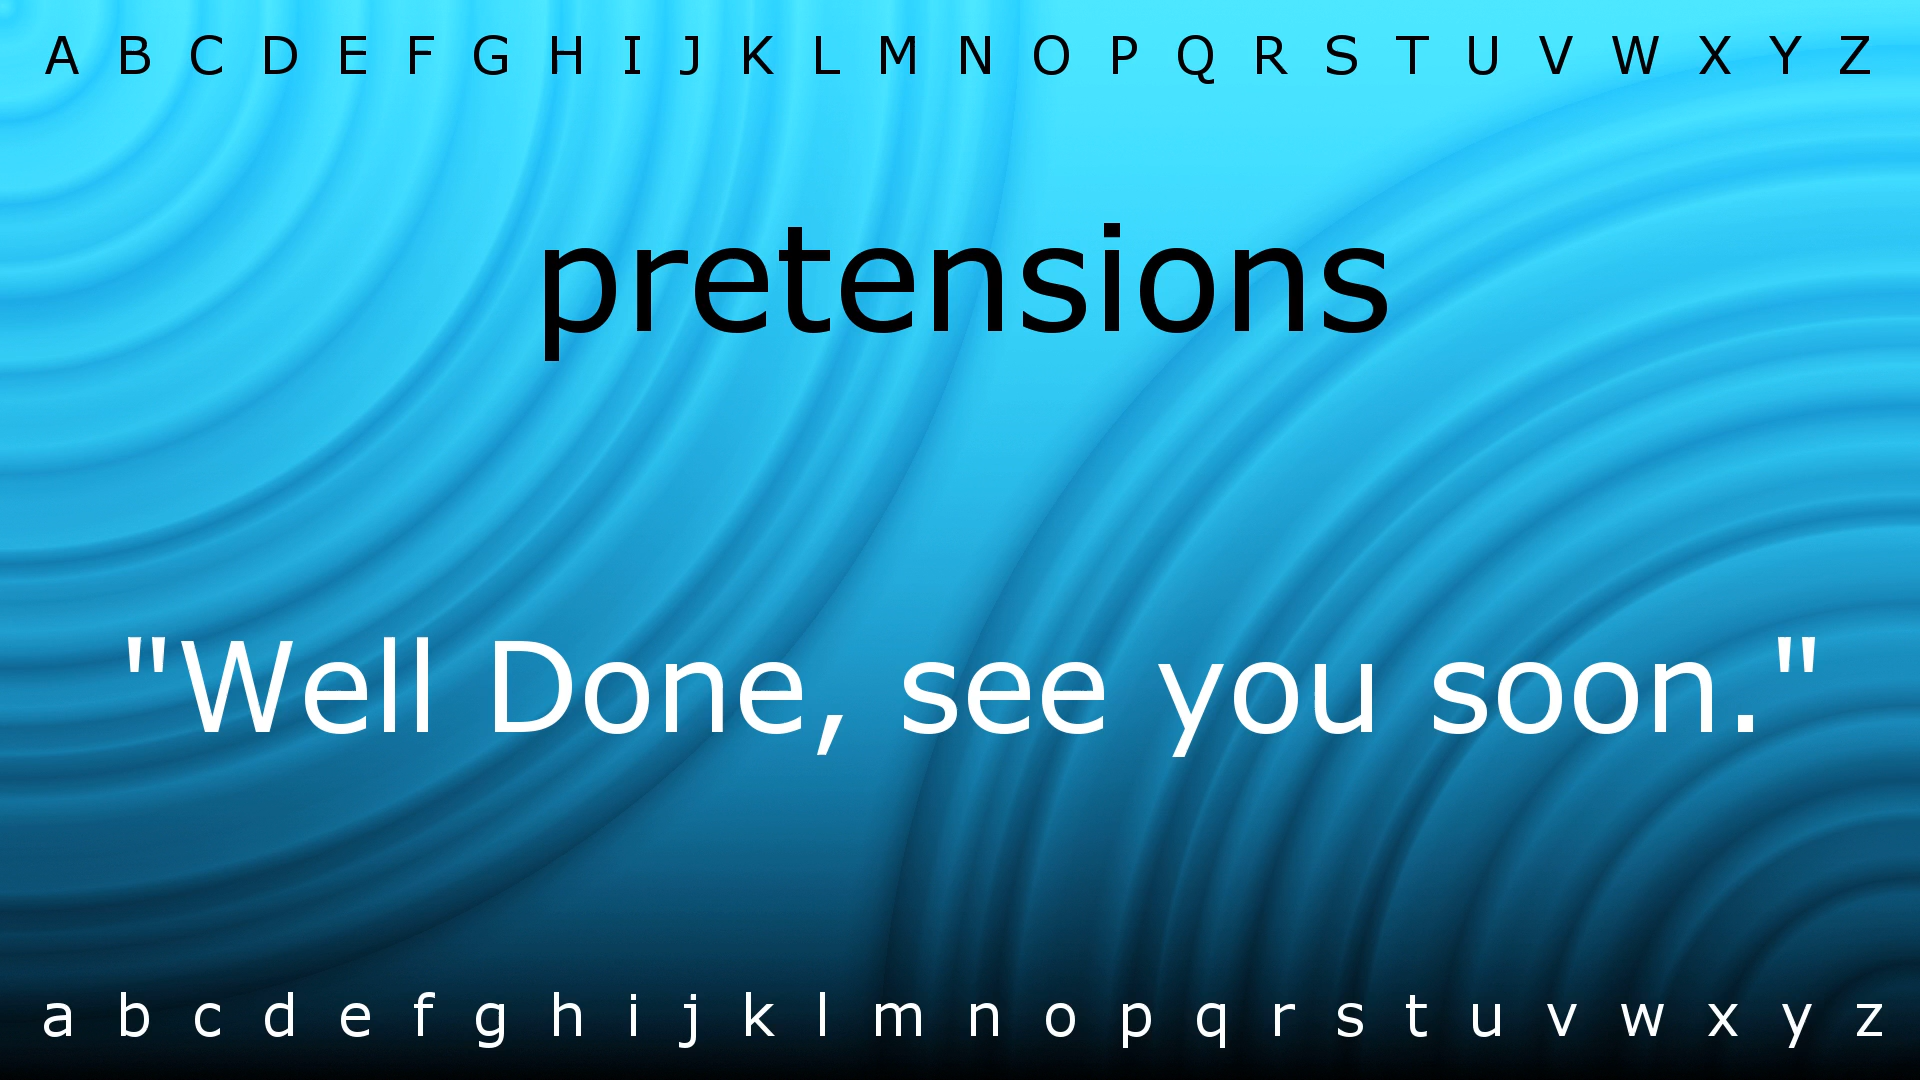 A B C D E F G H I J K L M N O P Q R S T U V W X Y Z
pretensions
"Well Done, see you soon."
a b c d e f g h i j k l m n o p q r s t u v w x y z